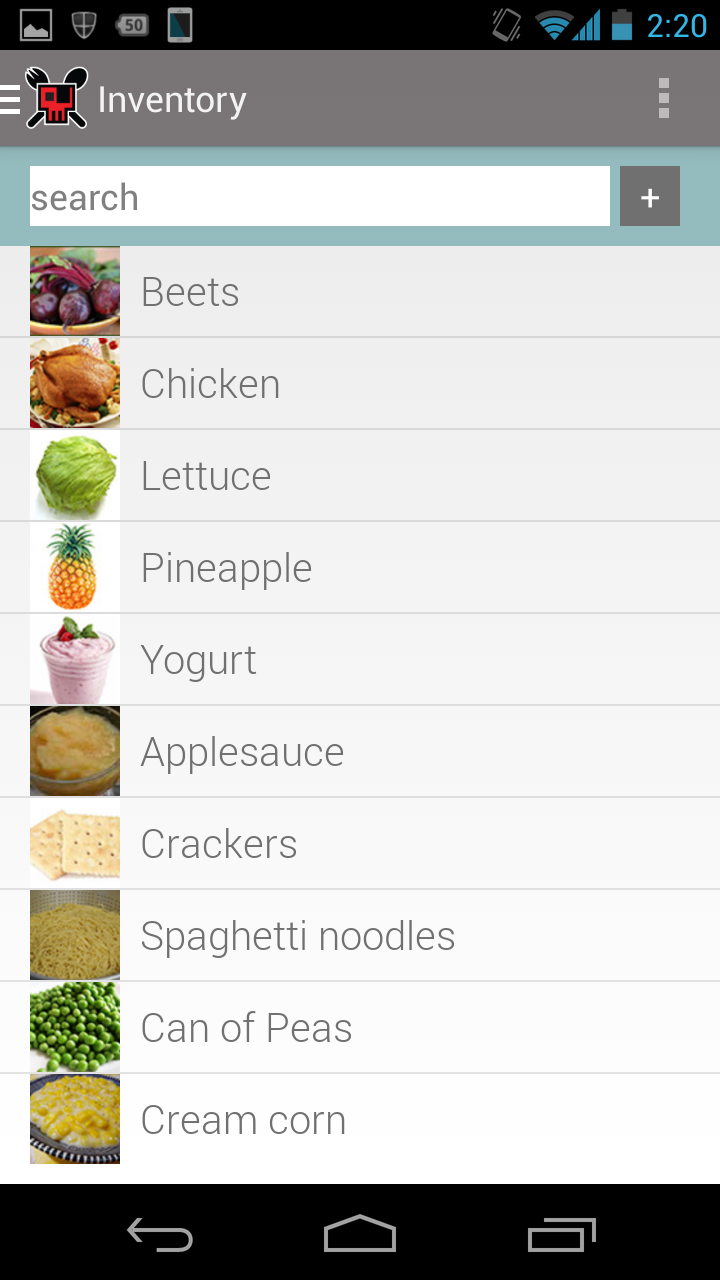 50
2:20
Inventory
search
+
Beets
Chicken
Lettuce
Pineapple
Yogurt
Applesauce
Crackers
Spaghetti noodles
Can of Peas
Cream corn